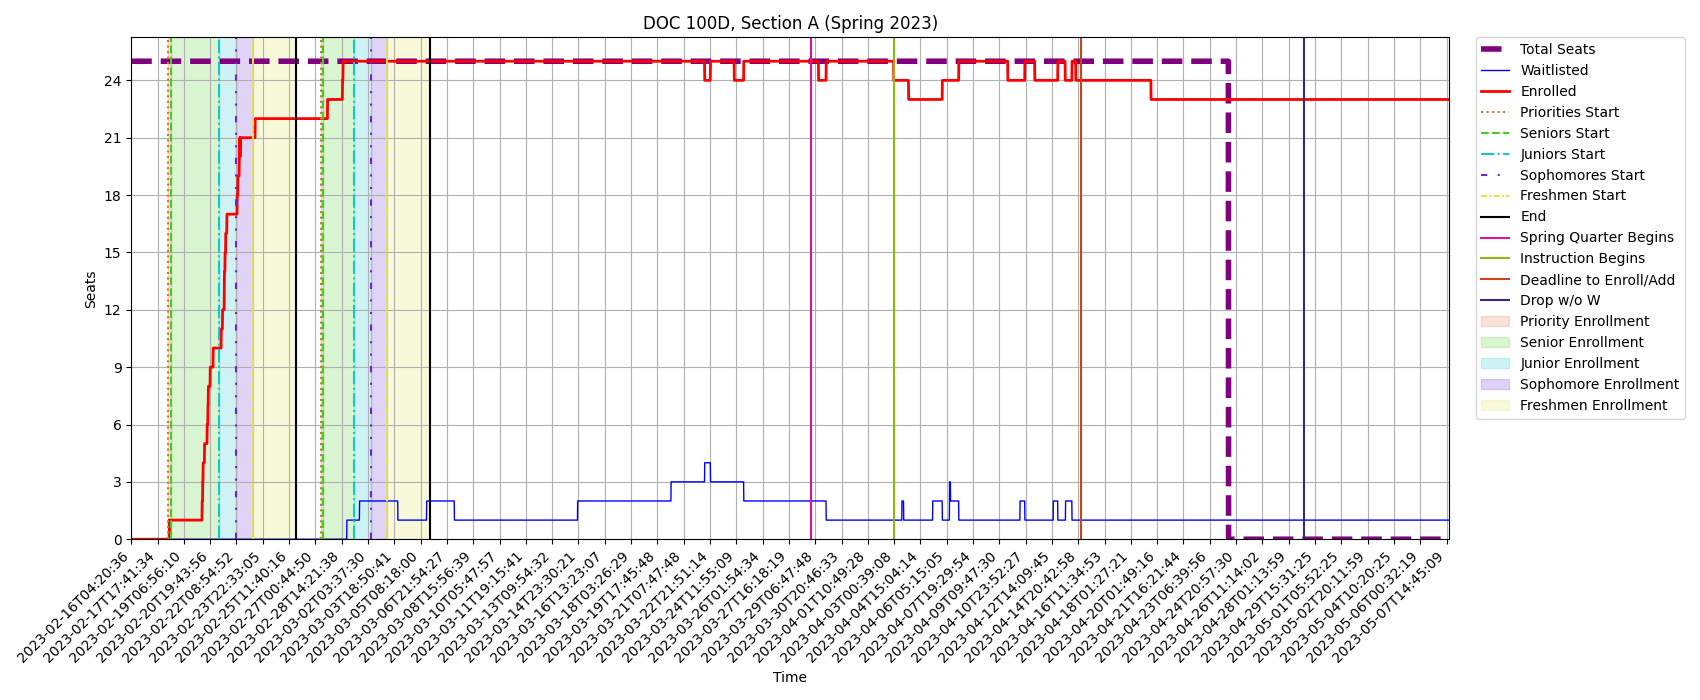 DOC 100D, Section A (Spring 2023)
Seats
24
21
18
15
12
9
6
3
0
2023-02-16T04:20:36
2023-02-17T17:41:34
2023-02-19T06:56:10
2023-02-20T19:43:56
2023-02-22T08:54:52
2023-02-23T22:33:05
2023-02-25T11:40:16
2023-02-27T00:44:50
2023-02-28T14:21:38
2023-03-02T03:37:30
2023-03-03T18:50:41
2023-03-05T08:18:00
2023-03-06T21:54:27
2023-03-08T15:56:39
2023-03-10T05:47:57
2023-03-11T19:15:41
2023-03-13T09:54:32
2023-03-14T23:30:21
2023-03-16T13:23:07
2023-03-18T03:26:29
2023-03-19T17:45:48
2023-03-21T07:47:48
2023-03-22T21:51:14
2023-03-24T11:55:09
2023-03-26T01:54:34
2023-03-27T16:18:19
2023-03-29T06:47:48
2023-03-30T20:46:33
2023-04-01T10:49:28
2023-04-03T00:39:08
2023-04-04T15:04:14
2023-04-06T05:15:05
2023-04-07T19:29:54
2023-04-09T09:47:30
2023-04-10T23:52:27
2023-04-12T14:09:45
2023-04-14T20:42:58
2023-04-16T11:34:53
2023-04-18T01:27:21
2023-04-20T01:49:16
2023-04-21T16:21:44
2023-04-23T06:39:56
2023-04-24T20:57:30
2023-04-26T11:14:02
2023-04-28T01:13:59
2023-04-29T15:31:25
2023-05-01T05:52:25
2023-05-02T20:11:59
2023-05-04T10:20:25
2023-05-06T00:32:19
2023-05-07T14:45:09
Time
Total Seats
Waitlisted
Enrolled
Priorities Start
Seniors Start
Juniors Start
Sophomores Start
Freshmen Start
End
Spring Quarter Begins
Instruction Begins
Deadline to Enroll/Add
Drop w/o W
Priority Enrollment
Senior Enrollment
Junior Enrollment
Sophomore Enrollment
Freshmen Enrollment